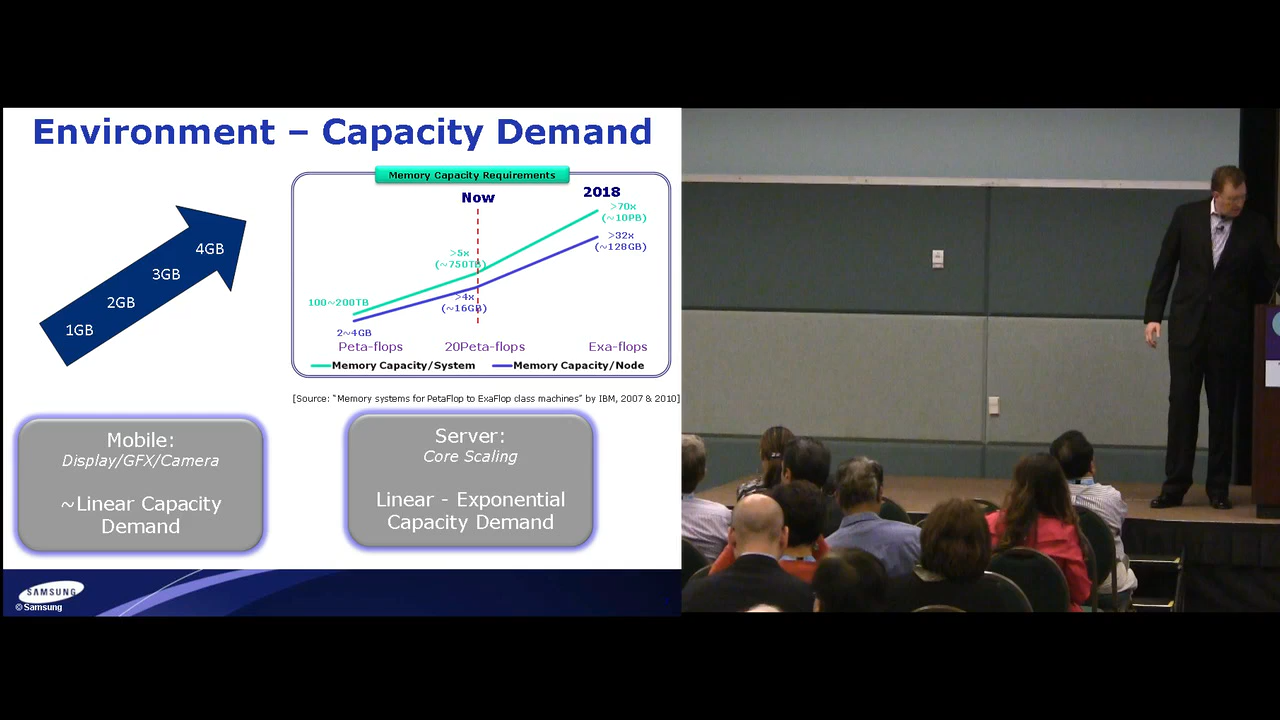 Environment – Capacity Demand
1GB
2GB
3GB
4GB
Memory Capacity Requirements
Now
2018
>70x
(~10PB)
>32x
(~128GB)
>5x
(~750TB)
>4x
(~16GB)
100~200TB
2~4GB
Peta-flops
20Peta-flops
Exa-flops
Memory Capacity/System
Memory Capacity/Node
[Source: “Memory systems for PetaFlop to ExaFlop class machines” by IBM, 2007 & 2010]
Mobile:
Display/GFX/Camera
~Linear Capacity
Demand
Server:
Core Scaling
Linear - Exponential
Capacity Demand
SAMSUNG
© Samsung